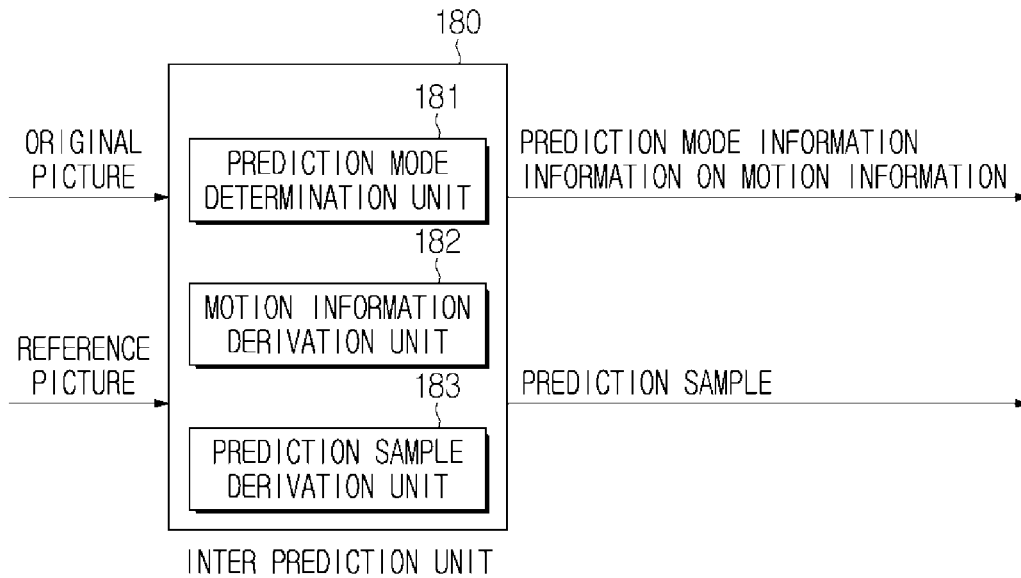 180
181
ORIGINAL
PICTURE
PREDICTION MODE
DETERMINATION UNIT
PREDICTION MODE INFORMATION
INFORMATION ON MOTION INFORMATION
182
MOTION INFORMATION
DERIVATION UNIT
REFERENCE
PICTURE
PREDICTION SAMPLE
183
PREDICTION SAMPLE
DERIVATION UNIT
INTER PREDICTION UNIT